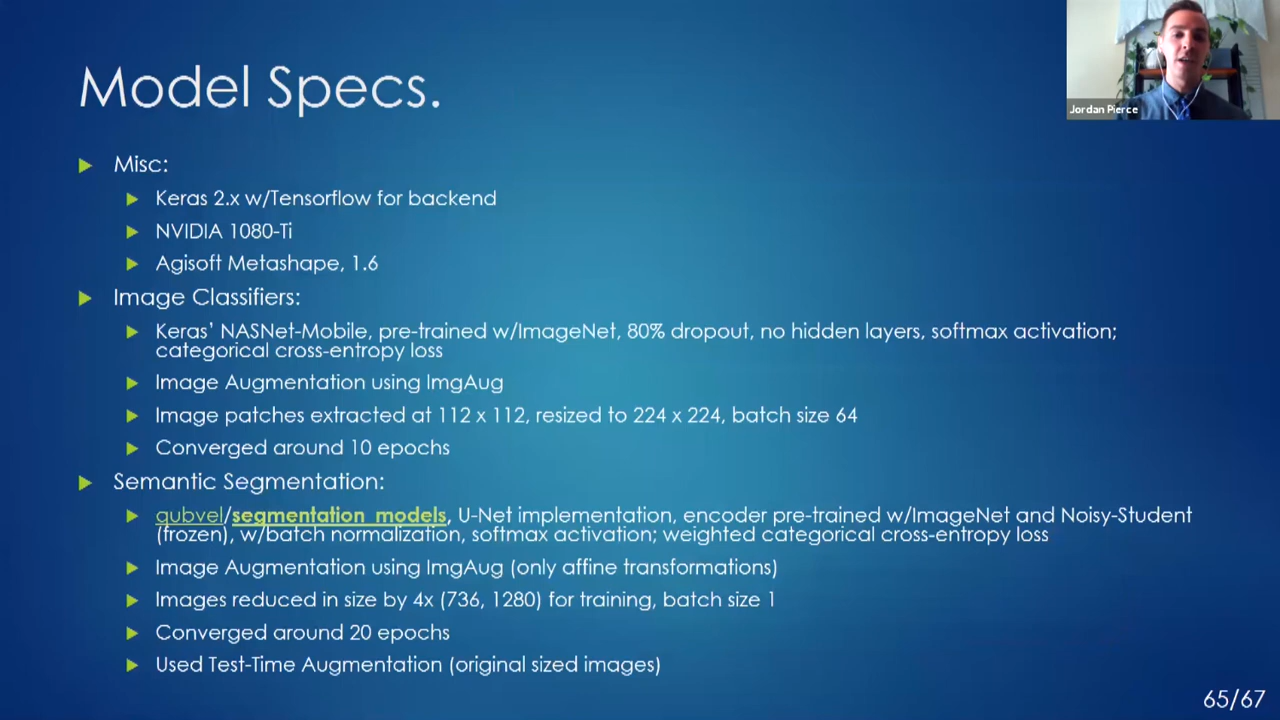 Model Specs.
Jordan Pierce
Misc:
Keras 2.x w/Tensorflow for backend
NVIDIA 1080-Ti
Agisoft Metashape, 1.6
Image Classifiers:
Keras' NASNet-Mobile, pre-trained w/ImageNet, 80% dropout, no hidden layers, softmax activation;
categorical cross-entropy loss
Image Augmentation using ImgAug
Image patches extracted at 112 x 112, resized to 224 x 224, batch size 64
Converged around 10 epochs
Semantic Segmentation:
qubvel/segmentation_models, U-Net implementation, encoder pre-trained w/ImageNet and Noisy-Student
(frozen), w/batch normalization, softmax activation; weighted categorical cross-entropy loss
Image Augmentation using ImgAug (only affine transformations)
Images reduced in size by 4x (736, 1280) for training, batch size 1
Converged around 20 epochs
Used Test-Time Augmentation (original sized images)
65/67